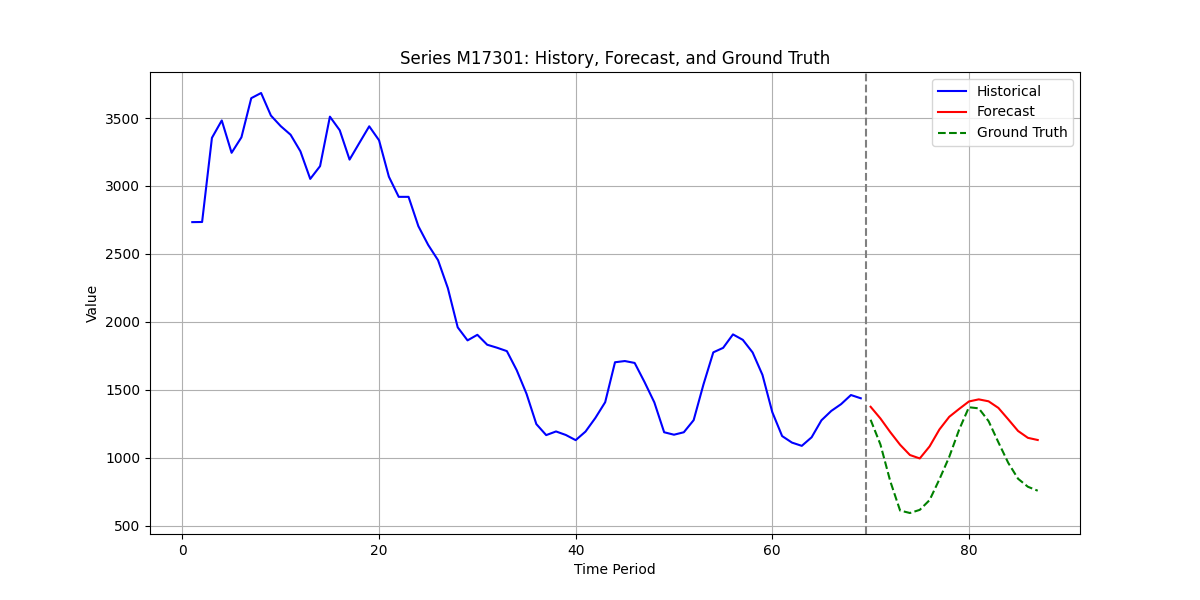 Series M17301: History, Forecast, and Ground Truth
Historical
Forecast
Ground Truth
3500
3000
2500
2000
1500
1000
500
Value
0
20
40
60
80
Time Period